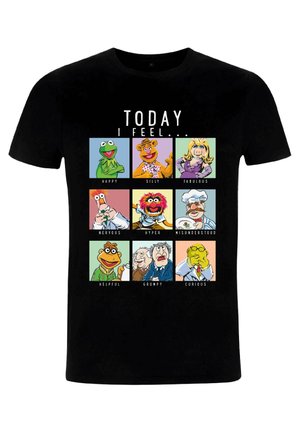 TODAY
I FEEL...
HAPPY SILLY FABULOUS
NERVOUS HYPER MISUNDERSTOOD
HELPFUL GRUMPY CURIOUS